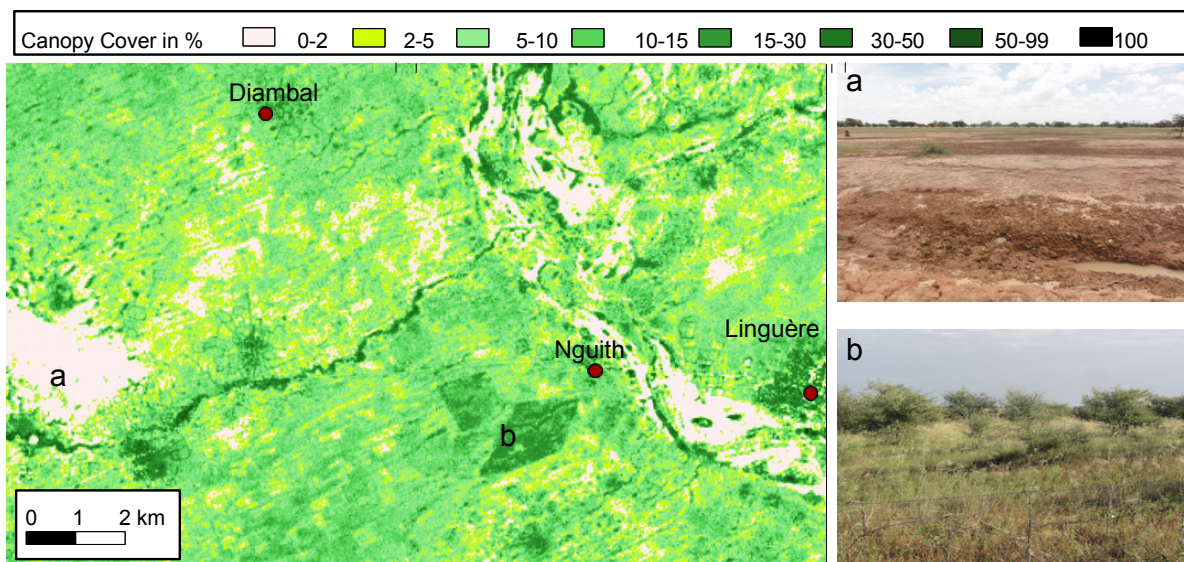 Canopy Cover in % 0-2 2-5 5-10 10-15 15-30 30-50 50-99 100
Diambal
Linguère
Nguith
a
b
0 1 2 km
a
b